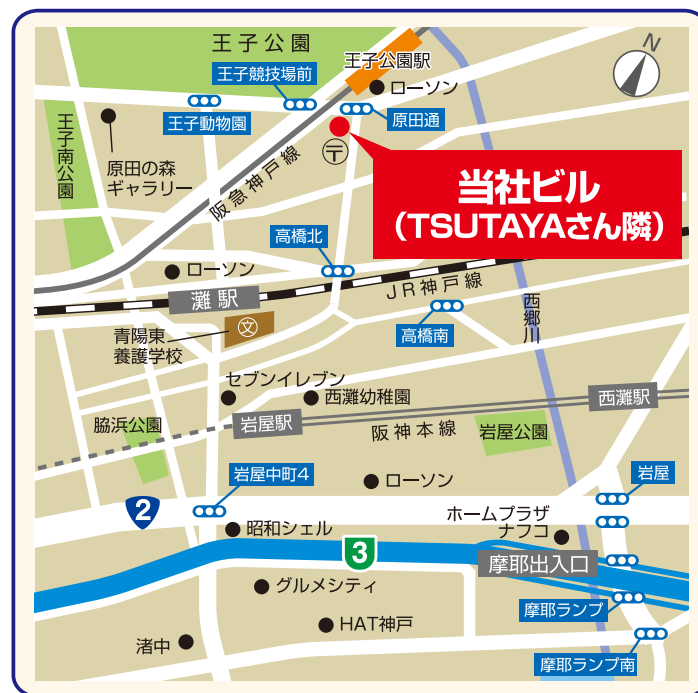 王子公園
N
王子公園駅
王子競技場前
ローソン
王子動物園
原田通
王子南公園
原田の森
ギャラリー
〒
阪急神戸線
当社ビル
(TSUTAYAさん隣)
高橋北
ローソン
灘駅
JR神戸線
西郷川
文
青陽東
養護学校
高橋南
セブンイレブン
西灘幼稚園
西灘駅
脇浜公園
岩屋駅
阪神本線
岩屋公園
岩屋中町4
ローソン
岩屋
2
ホームプラザ
ナフコ
昭和シェル
3
摩耶出入口
グルメシティ
摩耶ランプ
HAT神戸
渚中
摩耶ランプ南